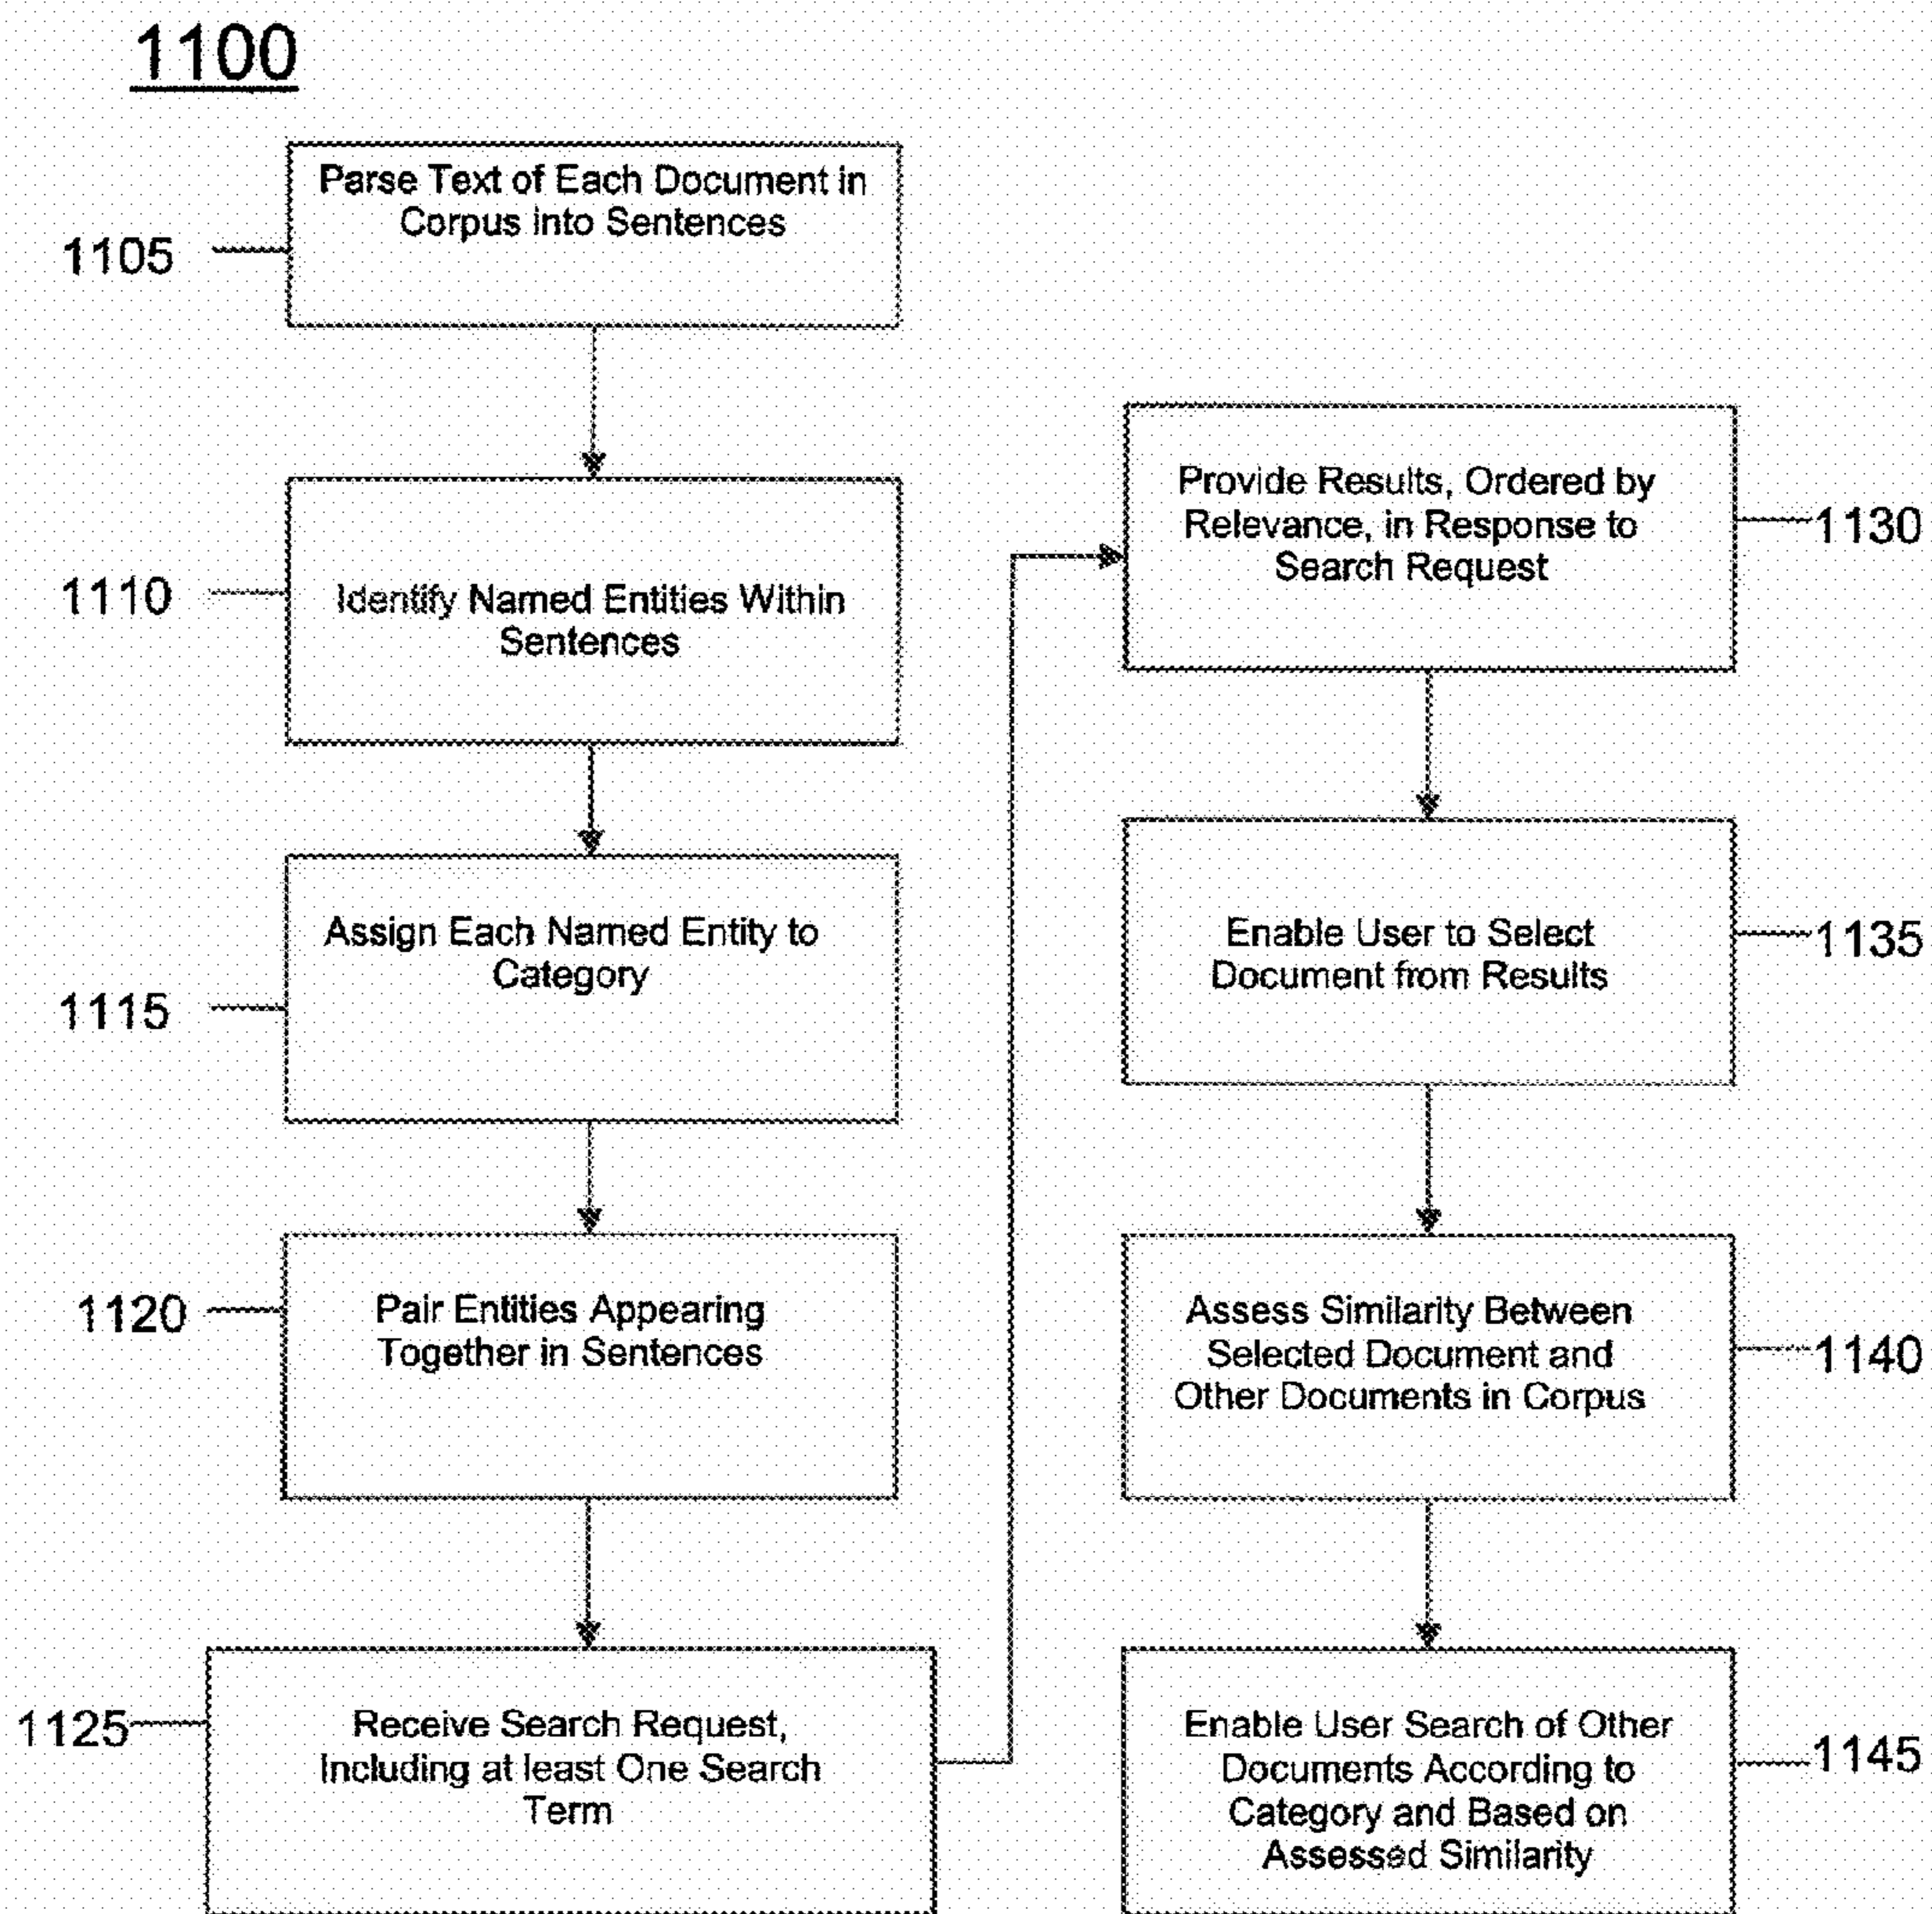 1100
Parse Text of Each Document in
Corpus into Sentences
1105
Identify Named Entities Within
Sentences
1110
Assign Each Named Entity to
Category
1115
Pair Entities Appearing
Together in Sentences
1120
Receive Search Request,
Including at least One Search
Term
1125
Provide Results, Ordered by
Relevance, in Response to
Search Request
1130
Enable User to Select
Document from Results
1135
Assess Similarity Between
Selected Document and
Other Documents in Corpus
1140
Enable User Search of Other
Documents According to
Category and Based on
Assessed Similarity
1145